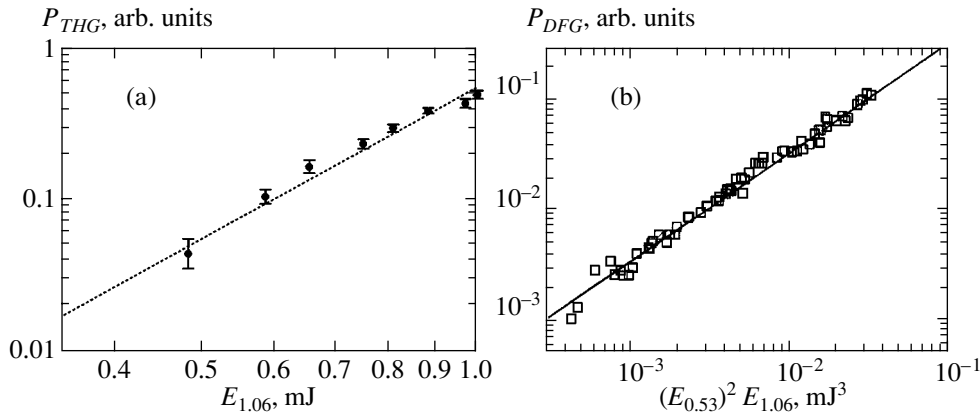 P_THG, arb. units
P_DFG, arb. units
1
(a)
(b)
10⁻¹
0.1
10⁻²
10⁻³
0.01
0.4 0.5 0.6 0.7 0.8 0.9 1.0
10⁻³ 10⁻² 10⁻¹
E_1.06, mJ
(E_0.53)² E_1.06, mJ³